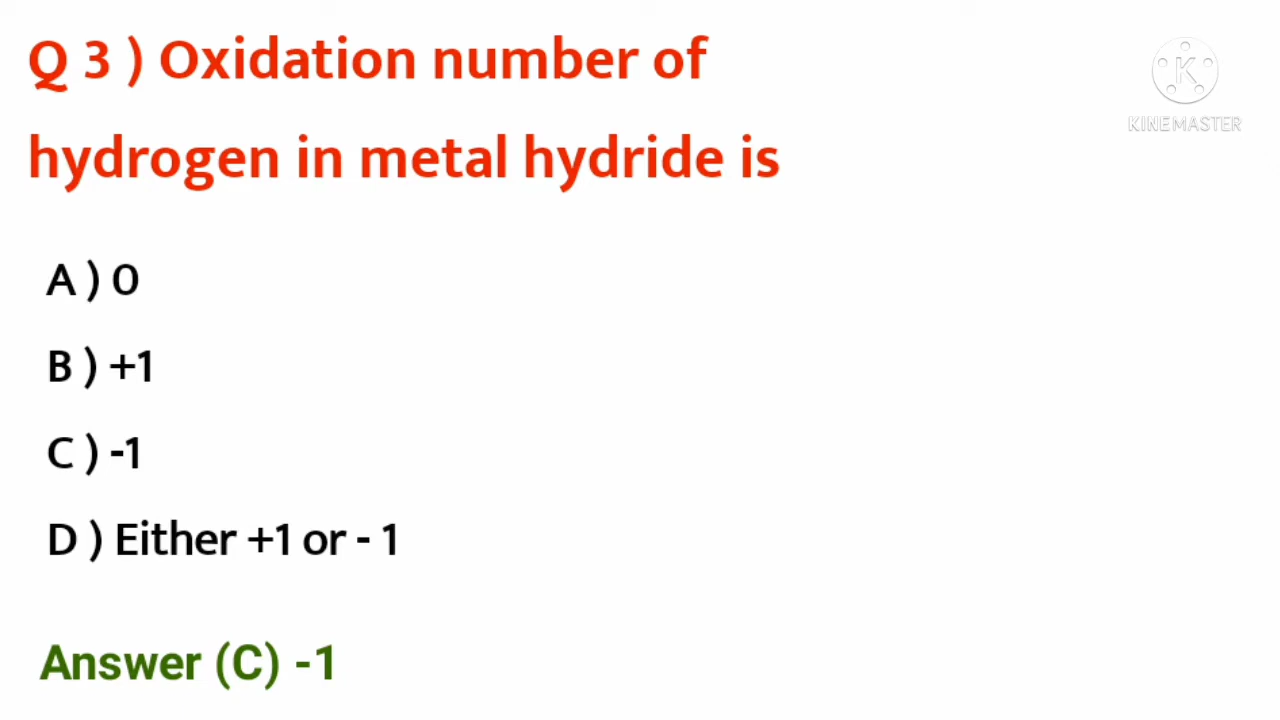 Q 3 ) Oxidation number of
hydrogen in metal hydride is
K
KINEMASTER
A ) 0
B ) +1
C ) -1
D ) Either +1 or - 1
Answer (C) -1